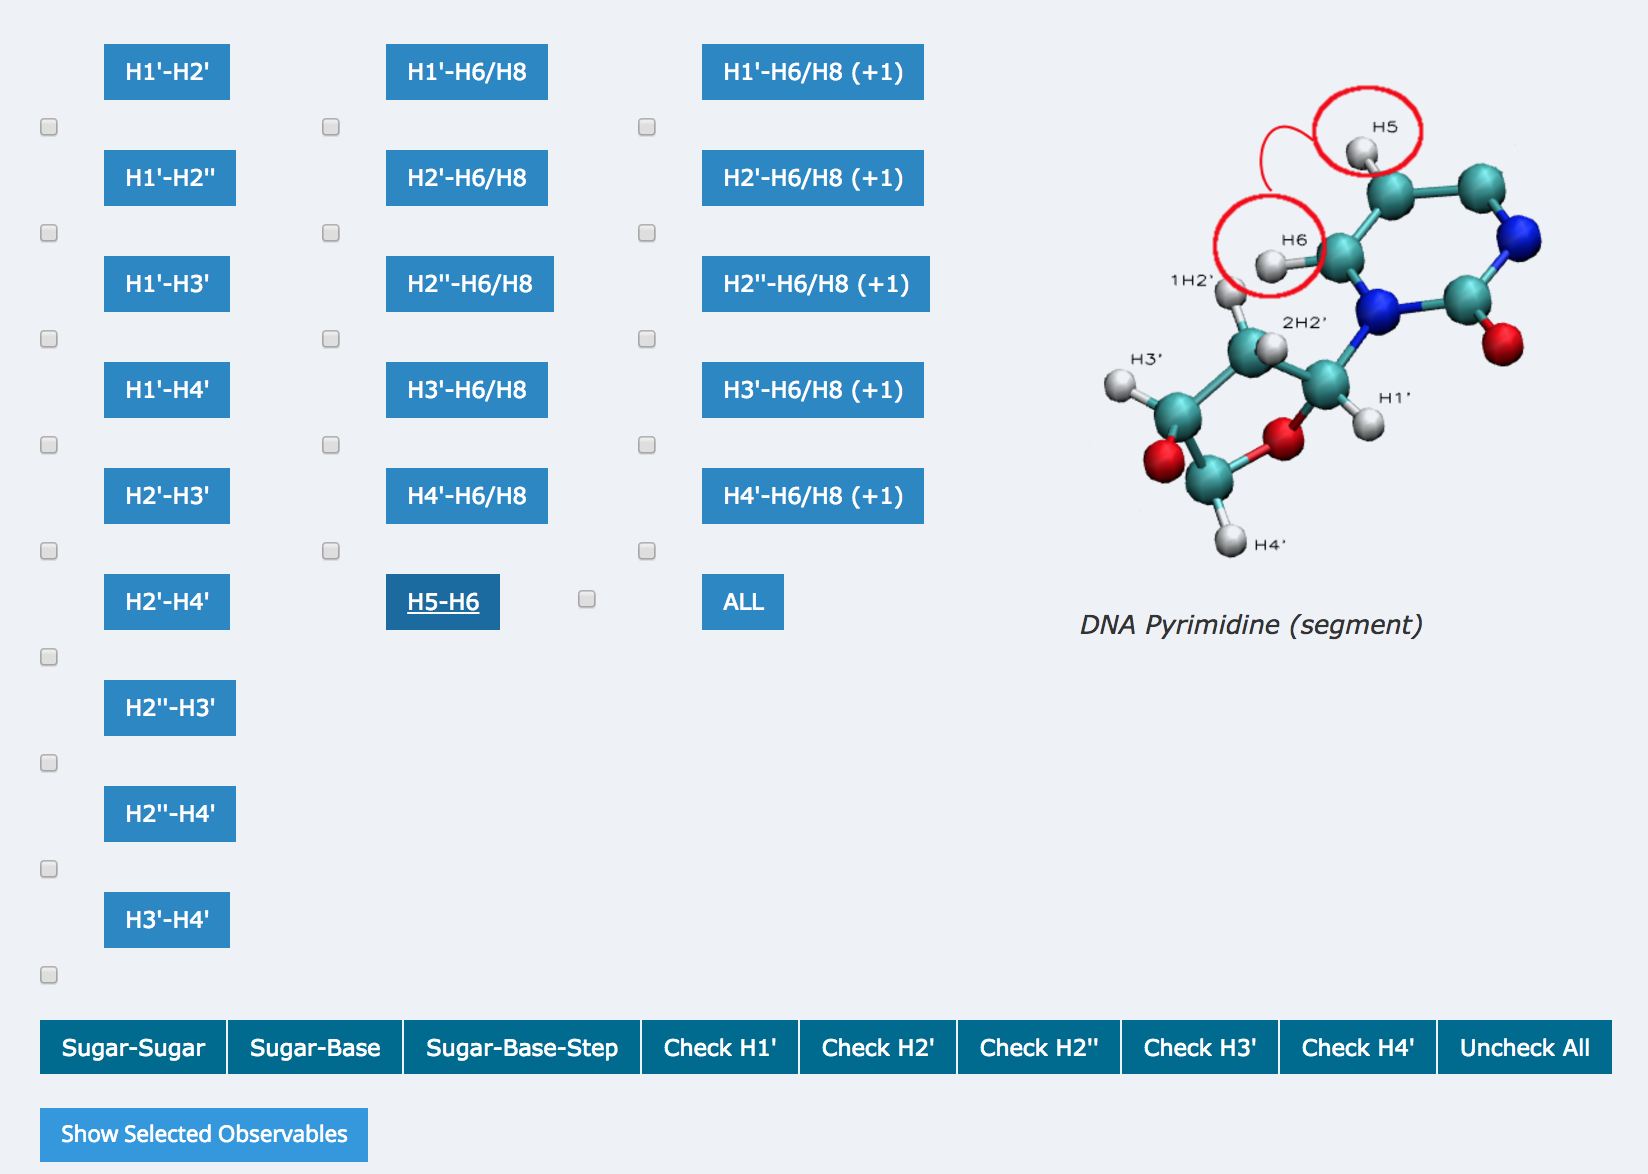 H1'-H2'
H1'-H6/H8
H1'-H6/H8 (+1)
H1'-H2''
H2'-H6/H8
H2'-H6/H8 (+1)
H1'-H3'
H2''-H6/H8
H2''-H6/H8 (+1)
H1'-H4'
H3'-H6/H8
H3'-H6/H8 (+1)
H2'-H3'
H4'-H6/H8
H4'-H6/H8 (+1)
H2'-H4'
H5-H6
ALL
H2''-H3'
H2''-H4'
H3'-H4'
H5
H6
1H2'
2H2'
H3'
H1'
H4'
DNA Pyrimidine (segment)
Sugar-Sugar
Sugar-Base
Sugar-Base-Step
Check H1'
Check H2'
Check H2''
Check H3'
Check H4'
Uncheck All
Show Selected Observables